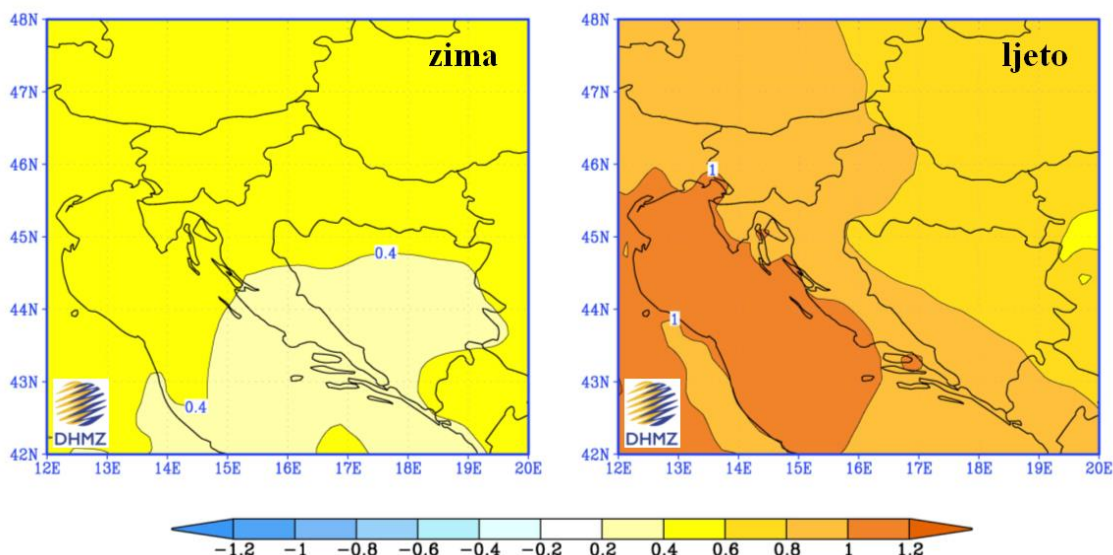 zima
48N
47N
46N
45N
44N
43N
42N
12E 13E 14E 15E 16E 17E 18E 19E 20E
0.4
0.4
DHMZ
ljeto
48N
47N
46N
45N
44N
43N
42N
12E 13E 14E 15E 16E 17E 18E 19E 20E
1
1
DHMZ
-1.2 -1 -0.8 -0.6 -0.4 -0.2 0.2 0.4 0.6 0.8 1 1.2